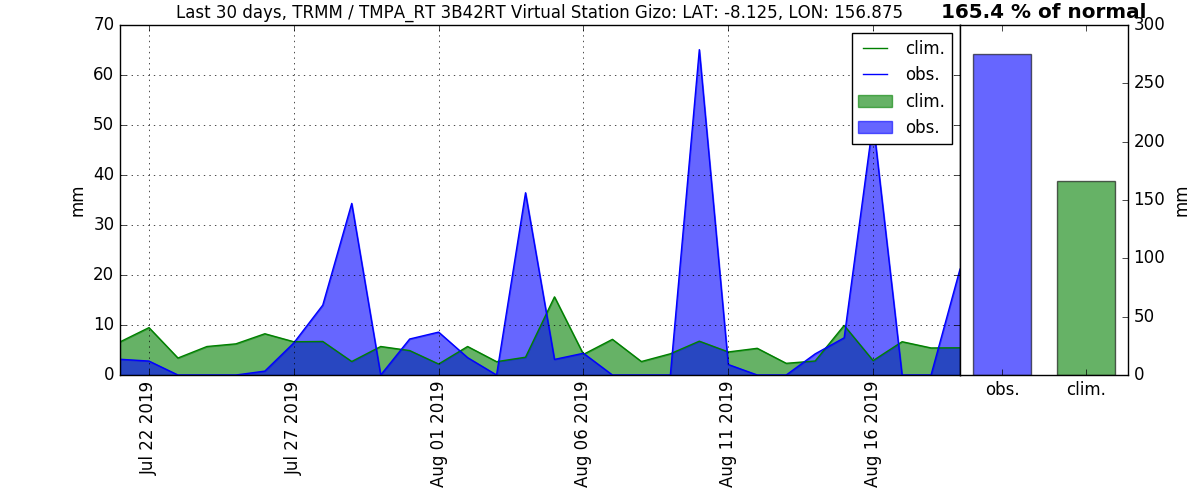 Last 30 days, TRMM / TMPA_RT 3B42RT Virtual Station Gizo: LAT: -8.125, LON: 156.875
165.4 % of normal
70
60
50
40
30
20
10
0
mm
clim.
obs.
clim.
obs.
Jul 22 2019
Jul 27 2019
Aug 01 2019
Aug 06 2019
Aug 11 2019
Aug 16 2019
300
250
200
150
100
50
0
mm
obs.
clim.